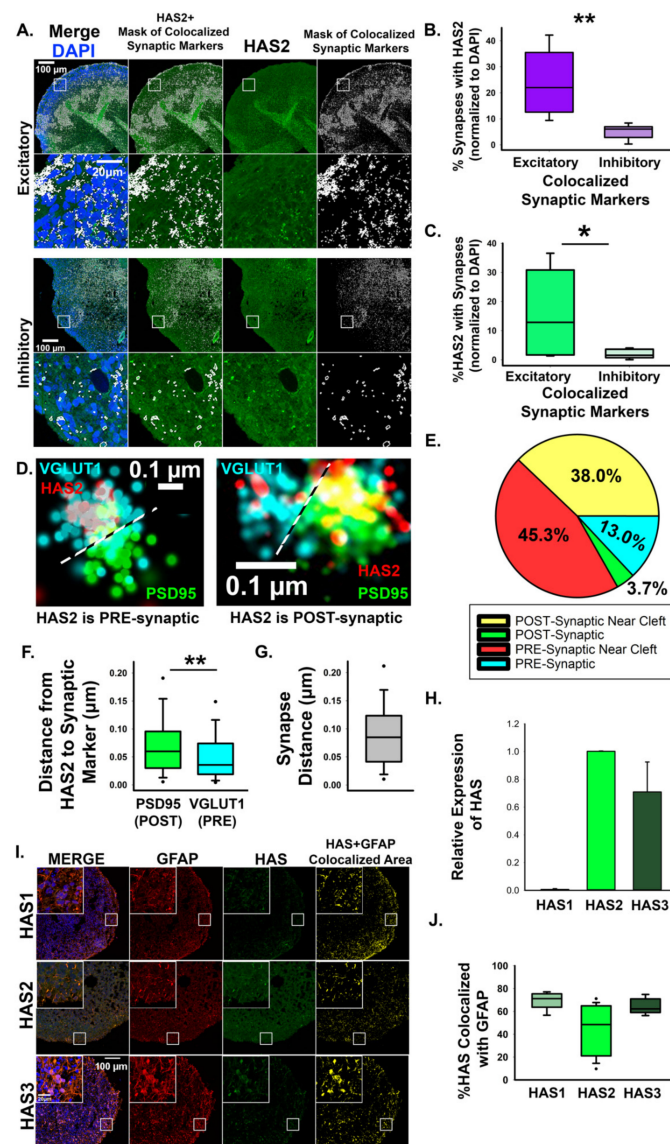 A.
Merge
DAPI
HAS2+
Mask of Colocalized
Synaptic Markers
HAS2
Mask of Colocalized
Synaptic Markers
Excitatory
100 µm
20µm
Inhibitory
100 µm
B.
**
% Synapses with HAS2
(normalized to DAPI)
40
30
20
10
0
Excitatory Inhibitory
Colocalized
Synaptic Markers
C.
*
%HAS2 with Synapses
(normalized to DAPI)
40
30
20
10
0
Excitatory Inhibitory
Colocalized
Synaptic Markers
D.
VGLUT1
HAS2
0.1 µm
PSD95
HAS2 is PRE-synaptic
VGLUT1
0.1 µm
HAS2
PSD95
HAS2 is POST-synaptic
E.
38.0%
45.3%
13.0%
3.7%
POST-Synaptic Near Cleft
POST-Synaptic
PRE-Synaptic Near Cleft
PRE-Synaptic
F.
**
Distance from
HAS2 to Synaptic
Marker (µm)
0.20
0.15
0.10
0.05
0.00
PSD95
(POST)
VGLUT1
(PRE)
G.
Synapse
Distance (µm)
0.20
0.15
0.10
0.05
0.00
H.
Relative Expression
of HAS
1.2
1.0
0.8
0.6
0.4
0.2
0.0
HAS1 HAS2 HAS3
I.
MERGE
GFAP
HAS
HAS+GFAP
Colocalized Area
HAS1
HAS2
HAS3
100 µm
20µm
J.
%HAS Colocalized
with GFAP
100
80
60
40
20
0
HAS1 HAS2 HAS3